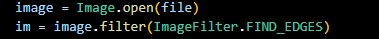 image = Image.open(file)
im = image.filter(ImageFilter.FIND_EDGES)